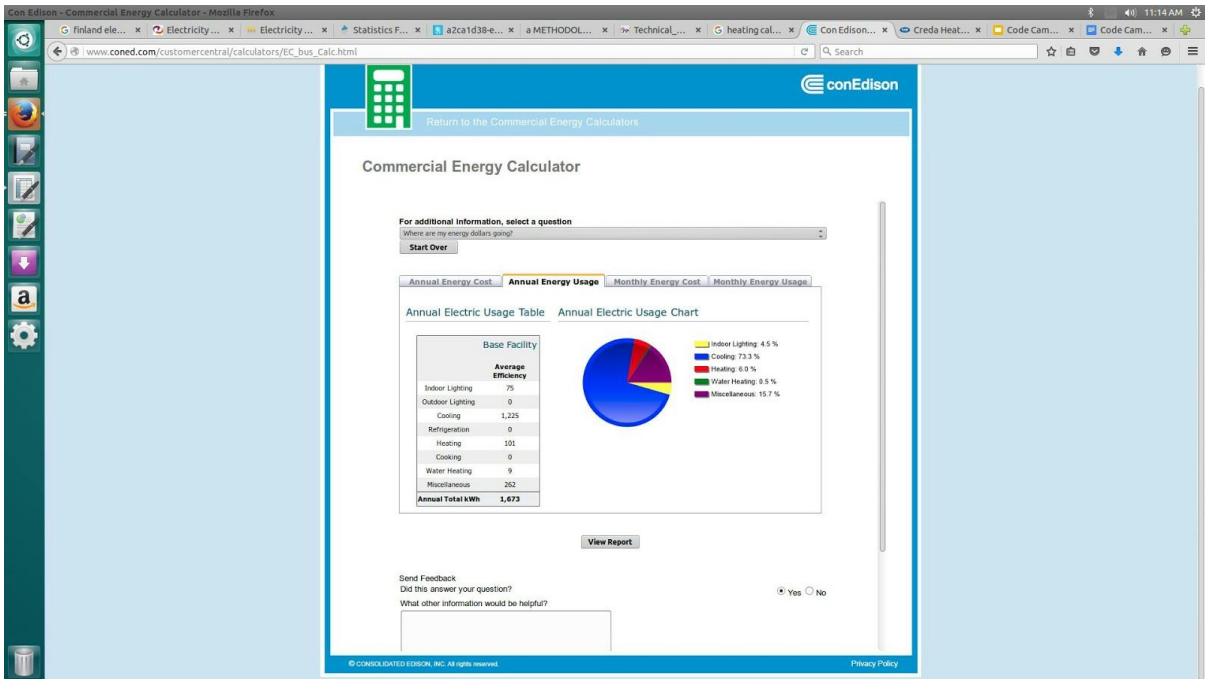 Con Edison - Commercial Energy Calculator - Mozilla Firefox
11:14 AM
finland ele...
Electricity ...
Electricity ...
Statistics F...
a2ca1d38-e...
a METHODOL...
Technical_...
heating cal...
Con Edison...
Creda Heat...
Code Cam...
Code Cam...
www.coned.com/customercentral/calculators/EC_bus_Calc.html
Search
conEdison
Return to the Commercial Energy Calculators
Commercial Energy Calculator
For additional information, select a question
Where are my energy dollars going?
Start Over
Annual Energy Cost
Annual Energy Usage
Monthly Energy Cost
Monthly Energy Usage
Annual Electric Usage Table
Annual Electric Usage Chart
Base Facility
Average
Efficiency
Indoor Lighting 75
Outdoor Lighting 0
Cooling 1,225
Refrigeration 0
Heating 101
Cooking 0
Water Heating 9
Miscellaneous 262
Annual Total kWh 1,673
Indoor Lighting: 4.5 %
Cooling: 73.3 %
Heating: 6.0 %
Water Heating: 0.5 %
Miscellaneous: 15.7 %
View Report
Send Feedback
Did this answer your question?
Yes No
What other information would be helpful?
© CONSOLIDATED EDISON, INC. All rights reserved.
Privacy Policy